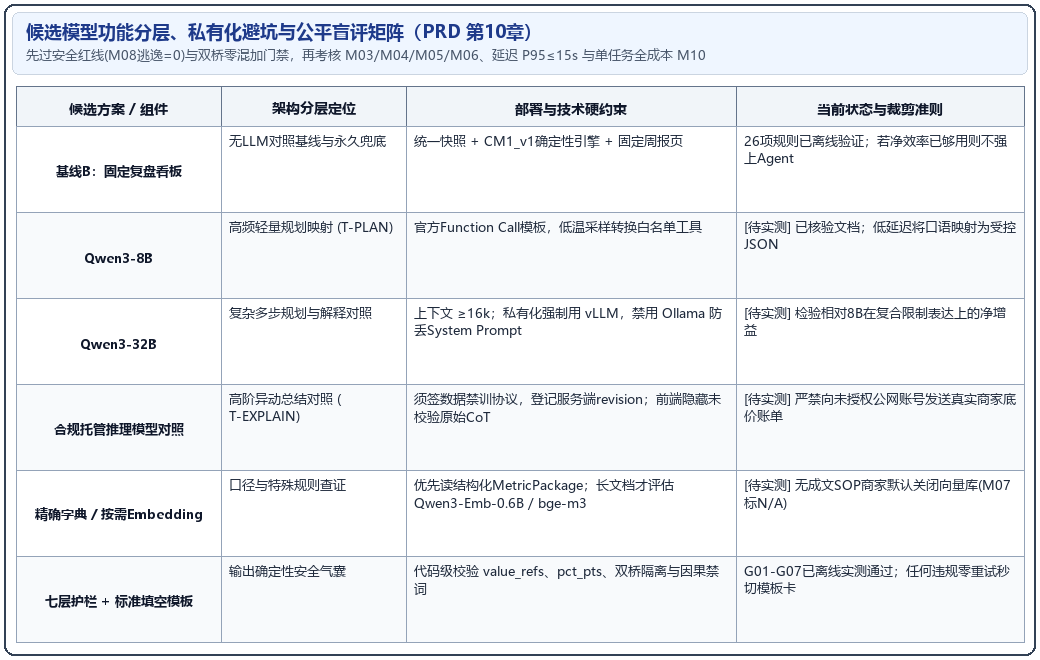 候选模型功能分层、私有化避坑与公平盲评矩阵（PRD 第10章）
先过安全红线(M08逃逸=0)与双桥零混加门禁，再考核 M03/M04/M05/M06、延迟 P95≤15s 与单任务全成本 M10
候选方案 / 组件
架构分层定位
部署与技术硬约束
当前状态与裁剪准则
基线B：固定复盘看板
无LLM对照基线与永久兜底
统一快照 + CM1_v1确定性引擎 + 固定周报页
26项规则已离线验证；若净效率已够用则不强
上Agent
Qwen3-8B
高频轻量规划映射 (T-PLAN)
官方Function Call模板，低温采样转换白名单工具
[待实测] 已核验文档；低延迟将口语映射为受控
JSON
Qwen3-32B
复杂多步规划与解释对照
上下文 ≥16k；私有化强制用 vLLM，禁用 Ollama 防
丢System Prompt
[待实测] 检验相对8B在复合限制表达上的净增
益
合规托管推理模型对照
高阶异动总结对照 (
T-EXPLAIN)
须签数据禁训协议，登记服务端revision；前端隐藏未
校验原始CoT
[待实测] 严禁向未授权公网账号发送真实商家底
价账单
精确字典 / 按需Embedding
口径与特殊规则查证
优先读结构化MetricPackage；长文档才评估
Qwen3-Emb-0.6B / bge-m3
[待实测] 无成文SOP商家默认关闭向量库(M07
标N/A)
七层护栏 + 标准填空模板
输出确定性安全气囊
代码级校验 value_refs、pct_pts、双桥隔离与因果禁
词
G01-G07已离线实测通过；任何违规零重试秒
切模板卡